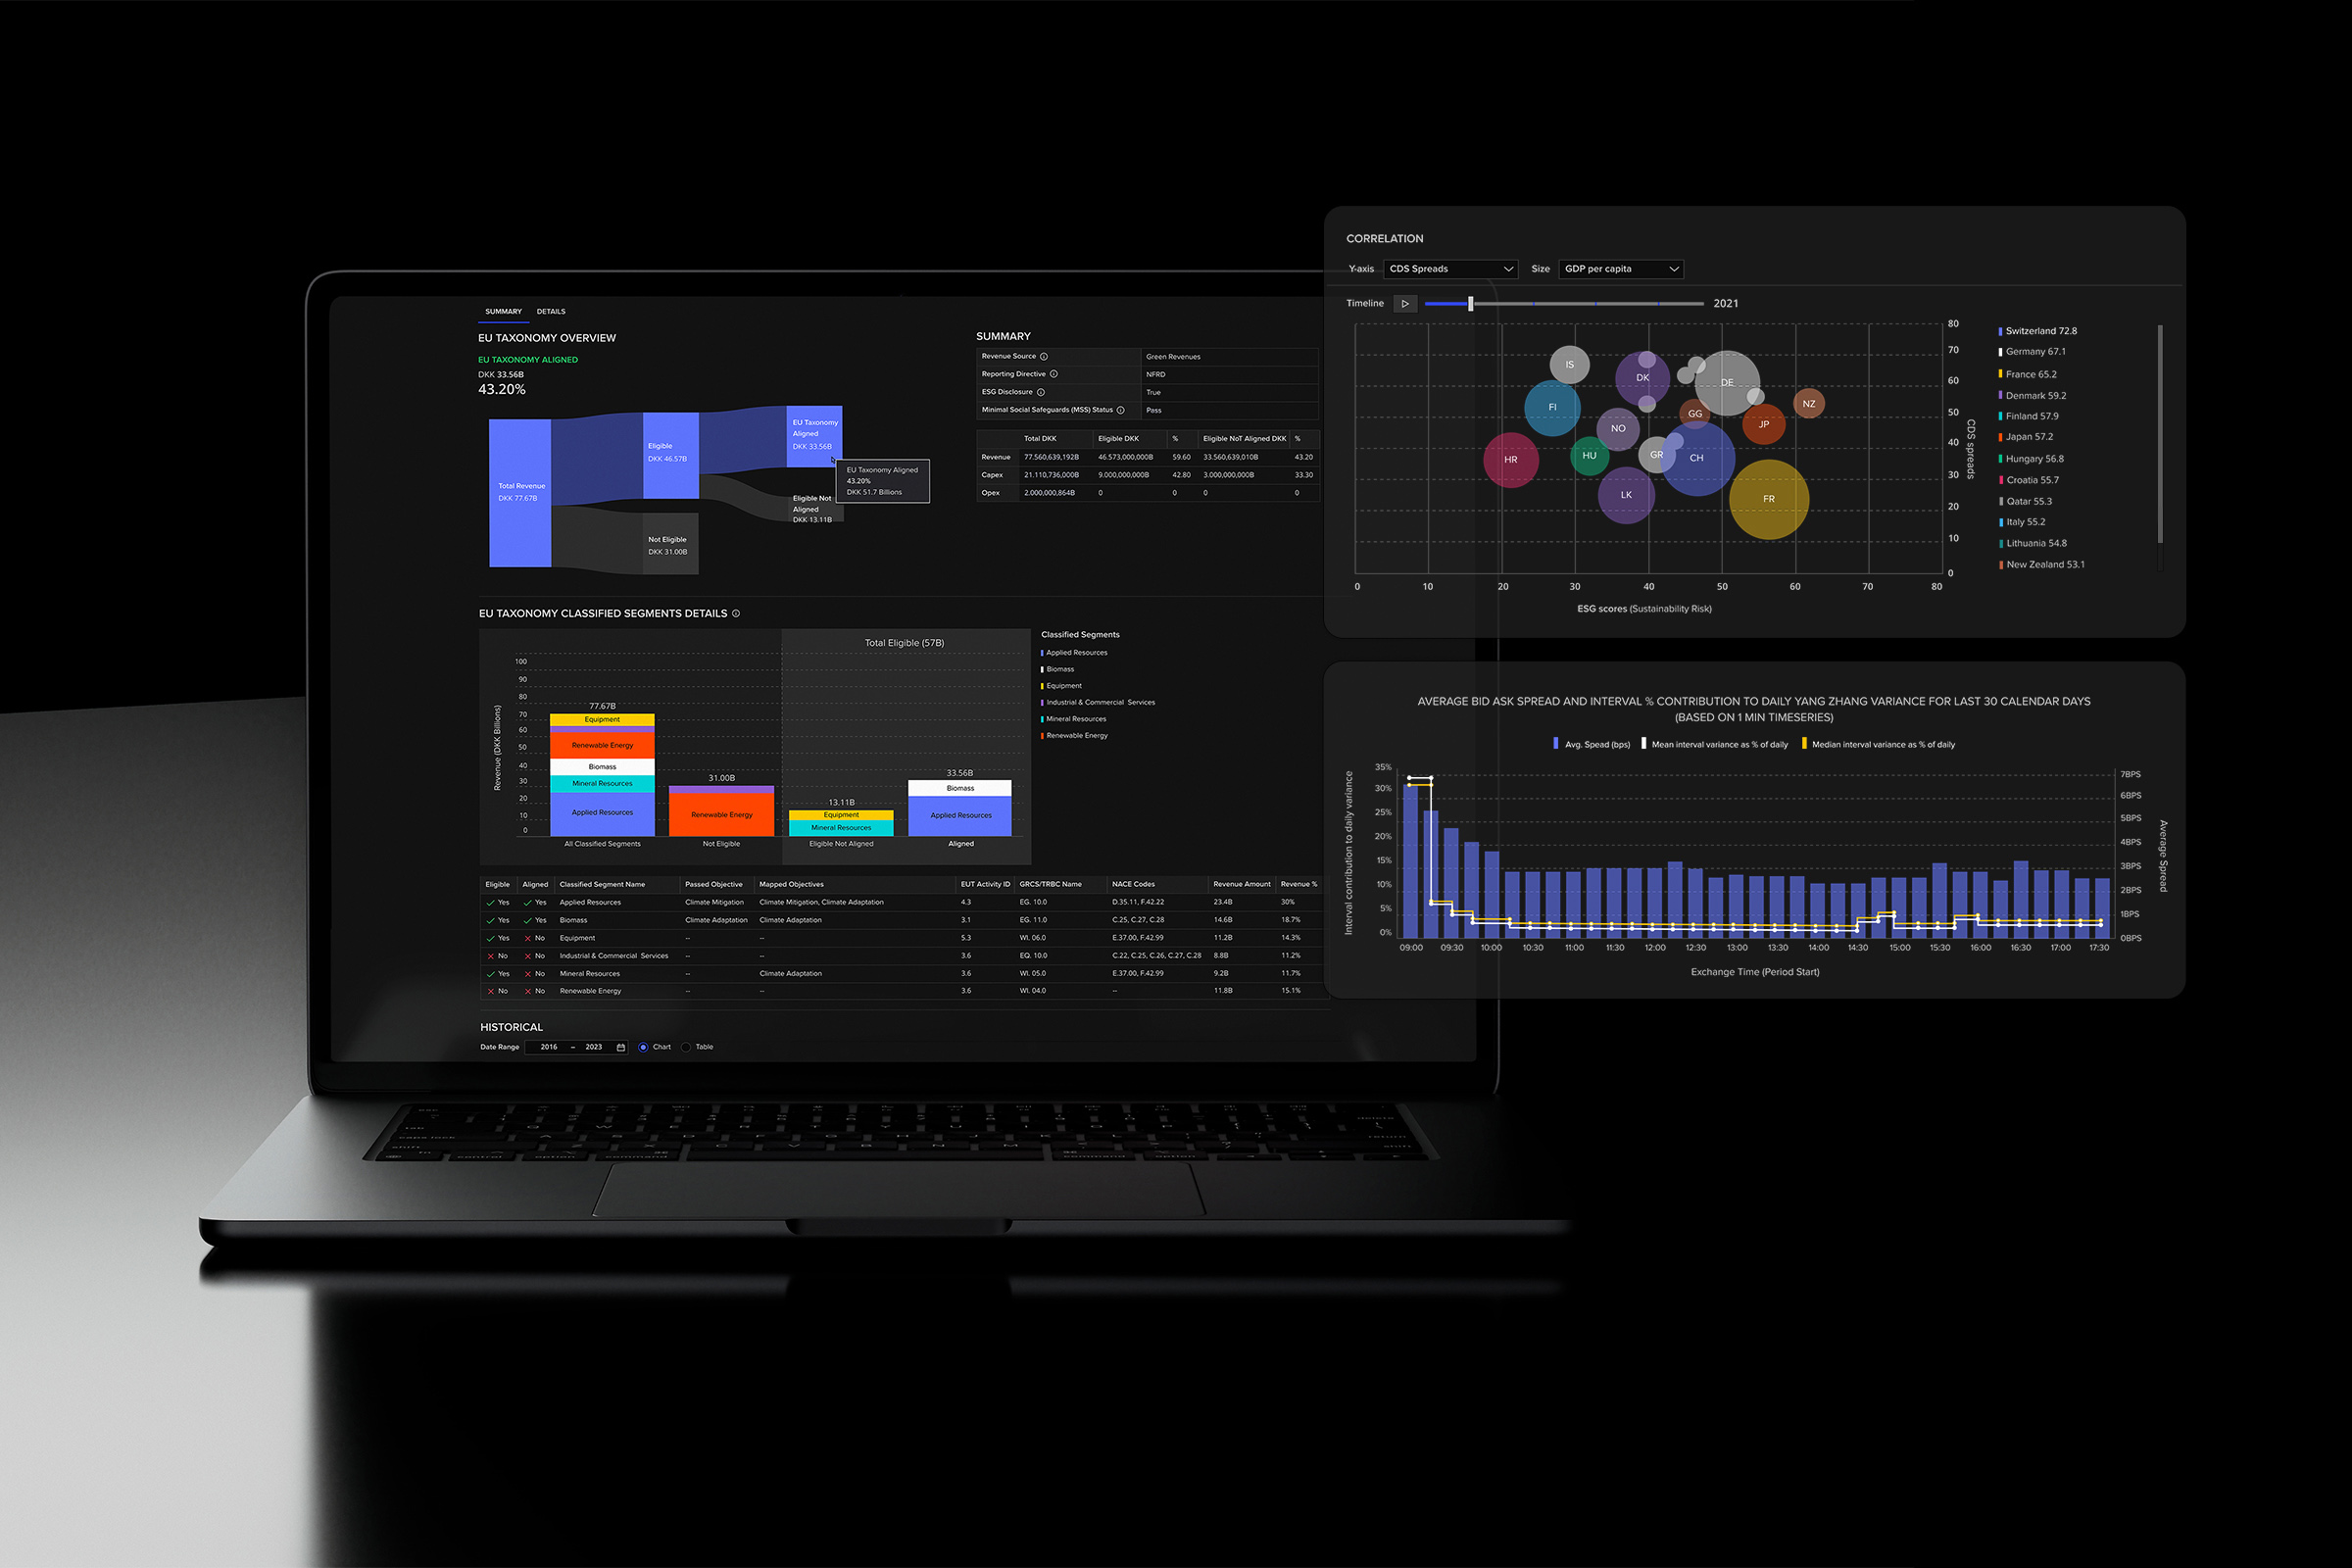 SUMMARY DETAILS
EU TAXONOMY OVERVIEW
EU TAXONOMY ALIGNED
DKK 33.56B
43.20%
Total Revenue
DKK 77.67B
Eligible
DKK 46.57B
Not Eligible
DKK 31.00B
EU Taxonomy
Aligned
DKK 33.56B
EU Taxonomy Aligned
43.20%
DKK 51.7 Billions
Eligible Not
Aligned
DKK 13.11B
SUMMARY
Revenue Source Green Revenues
Reporting Directive NFRD
ESG Disclosure True
Minimal Social Safeguards (MSS) Status Pass
Total DKK Eligible DKK % Eligible NoT Aligned DKK %
Revenue 77.560,639,192B 46.573,000,000B 59.60 33.560,639,010B 43.20
Capex 21.110,736,000B 9.000,000,000B 42.80 3.000,000,000B 33.30
Opex 2.000,000,864B 0 0 0 0
EU TAXONOMY CLASSIFIED SEGMENTS DETAILS
Total Eligible (57B)
Revenue (DKK Billions)
100
90
80
70
60
50
40
30
20
10
0
77.67B
Equipment
Renewable Energy
Biomass
Mineral Resources
Applied Resources
All Classified Segments
31.00B
Renewable Energy
Not Eligible
13.11B
Equipment
Mineral Resources
Eligible Not Aligned
33.56B
Biomass
Applied Resources
Aligned
Classified Segments
Applied Resources
Biomass
Equipment
Industrial & Commercial Services
Mineral Resources
Renewable Energy
Eligible Aligned Classified Segment Name Passed Objective Mapped Objectives EUT Activity ID GRCS/TRBC Name NACE Codes Revenue Amount Revenue %
Yes Yes Applied Resources Climate Mitigation Climate Mitigation, Climate Adaptation 4.3 EG. 10.0 D.35.11, F.42.22 23.4B 30%
Yes Yes Biomass Climate Adaptation Climate Adaptation 3.1 EG. 11.0 C.25, C.27, C.28 14.6B 18.7%
Yes No Equipment -- -- 5.3 WI. 06.0 E.37.00, F.42.99 11.2B 14.3%
No No Industrial & Commercial Services -- -- 3.6 EQ. 10.0 C.22, C.25, C.26, C.27, C.28 8.8B 11.2%
Yes No Mineral Resources -- Climate Adaptation 3.6 WI. 05.0 E.37.00, F.42.99 9.2B 11.7%
No No Renewable Energy -- -- 3.6 WI. 04.0 -- 11.8B 15.1%
HISTORICAL
Date Range 2016 – 2023 Chart Table
CORRELATION
Y-axis CDS Spreads Size GDP per capita
Timeline 2021
IS
DK
DE
FI
NO
GG
JP
NZ
HR
HU
GR
CH
LK
FR
80
70
60
50
40
30
20
10
0
CDS spreads
0 10 20 30 40 50 60 70 80
ESG scores (Sustainability Risk)
Switzerland 72.8
Germany 67.1
France 65.2
Denmark 59.2
Finland 57.9
Japan 57.2
Hungary 56.8
Croatia 55.7
Qatar 55.3
Italy 55.2
Lithuania 54.8
New Zealand 53.1
AVERAGE BID ASK SPREAD AND INTERVAL % CONTRIBUTION TO DAILY YANG ZHANG VARIANCE FOR LAST 30 CALENDAR DAYS
(BASED ON 1 MIN TIMESERIES)
Avg. Spead (bps) Mean interval variance as % of daily Median interval variance as % of daily
Interval contribution to daily variance
35%
30%
25%
20%
15%
10%
5%
0%
7BPS
6BPS
5BPS
4BPS
3BPS
2BPS
1BPS
0BPS
Average Spread
09:00 09:30 10:00 10:30 11:00 11:30 12:00 12:30 13:00 13:30 14:00 14:30 15:00 15:30 16:00 16:30 17:00 17:30
Exchange Time (Period Start)